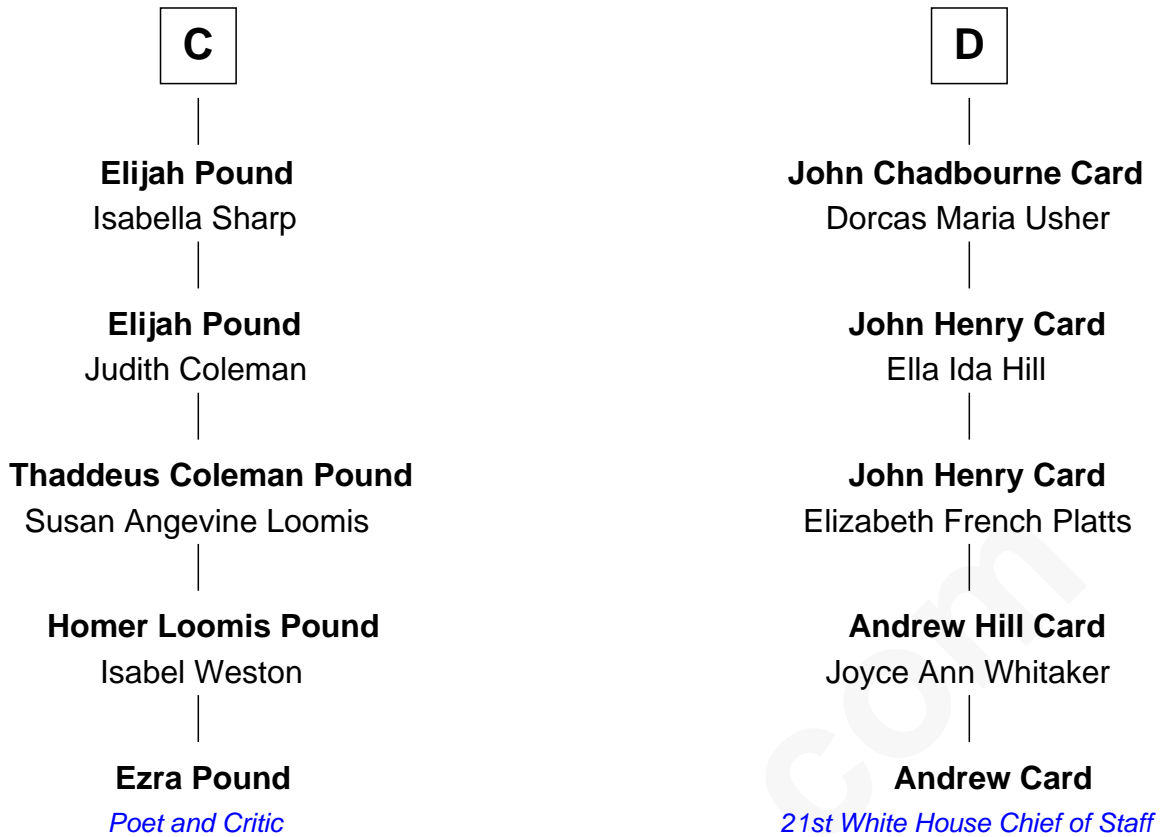 C
Elijah Pound
Isabella Sharp
Elijah Pound
Judith Coleman
Thaddeus Coleman Pound
Susan Angevine Loomis
Homer Loomis Pound
Isabel Weston
Ezra Pound
Poet and Critic
D
John Chadbourne Card
Dorcas Maria Usher
John Henry Card
Ella Ida Hill
John Henry Card
Elizabeth French Platts
Andrew Hill Card
Joyce Ann Whitaker
Andrew Card
21st White House Chief of Staff
com